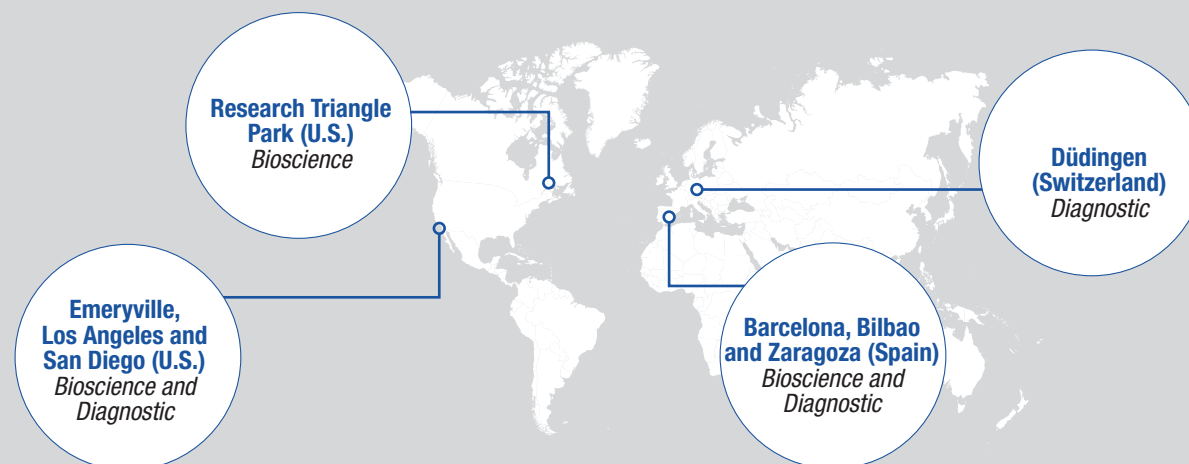 Research Triangle
Park (U.S.)
Bioscience
Düdingen
(Switzerland)
Diagnostic
Emeryville,
Los Angeles and
San Diego (U.S.)
Bioscience and
Diagnostic
Barcelona, Bilbao
and Zaragoza (Spain)
Bioscience and
Diagnostic